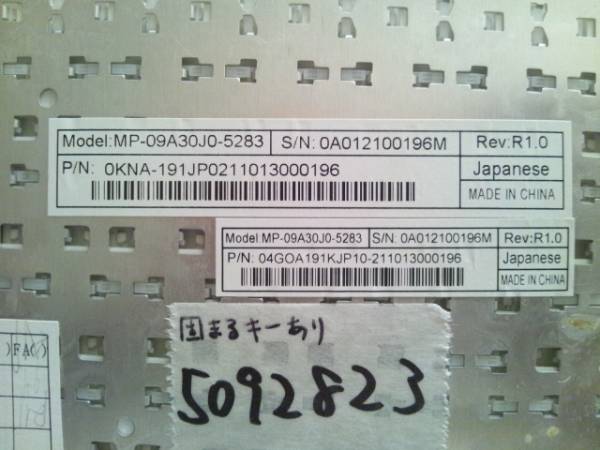 Model:MP-09A30J0-5283 S/N: 0A012100196M Rev:R1.0
P/N: 0KNA-191JP0211013000196 Japanese
MADE IN CHINA
Model:MP-09A30J0-5283 S/N: 0A012100196M Rev:R1.0
P/N: 04GOA191KJP10-211013000196 Japanese
MADE IN CHINA
固まるキーあり
5092823
)FA( )